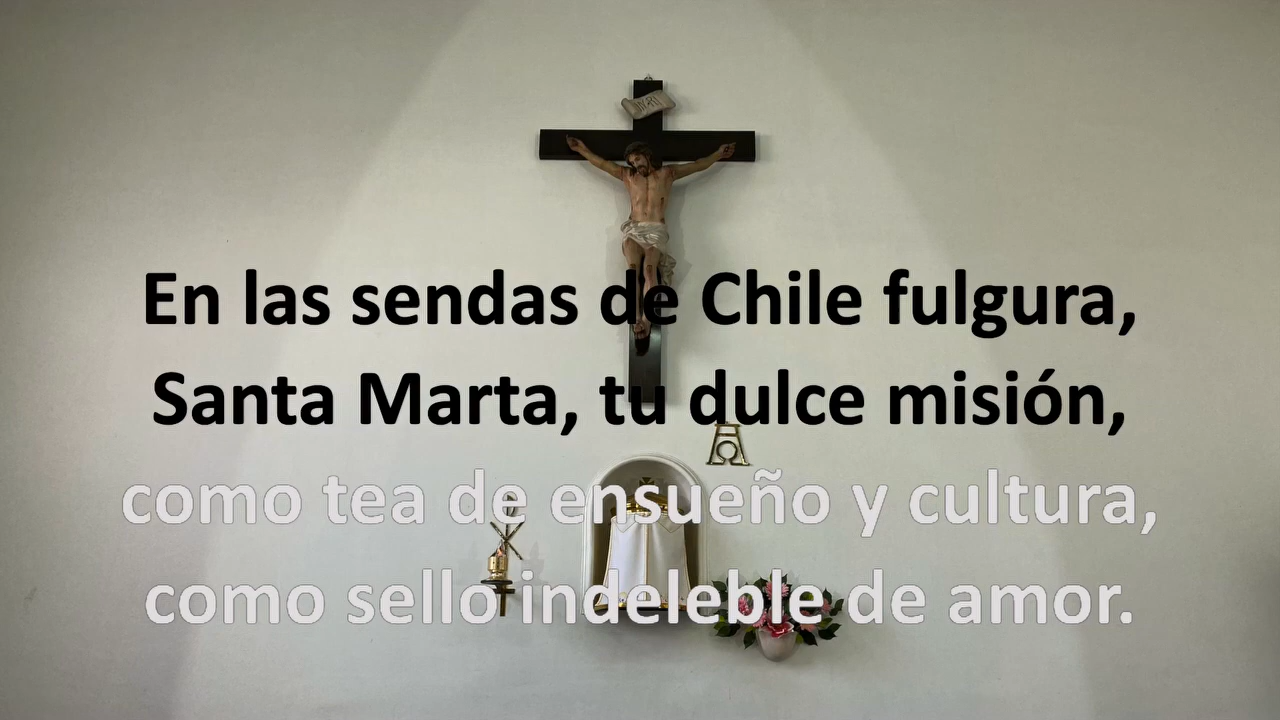 En las sendas de Chile fulgura,
Santa Marta, tu dulce misión,
como tea de ensueño y cultura,
como sello indeleble de amor.